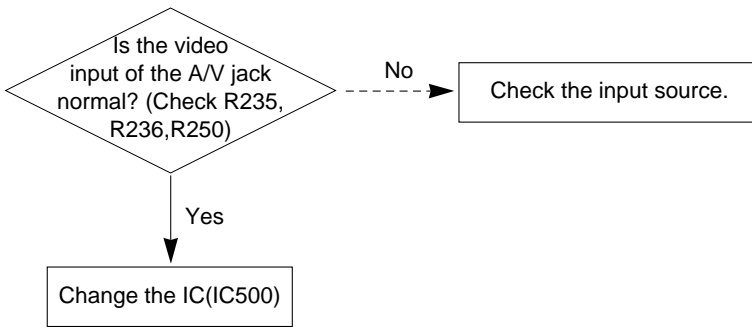 Is the video
input of the A/V jack
normal? (Check R235,
R236,R250)
No
Check the input source.
Yes
Change the IC(IC500)